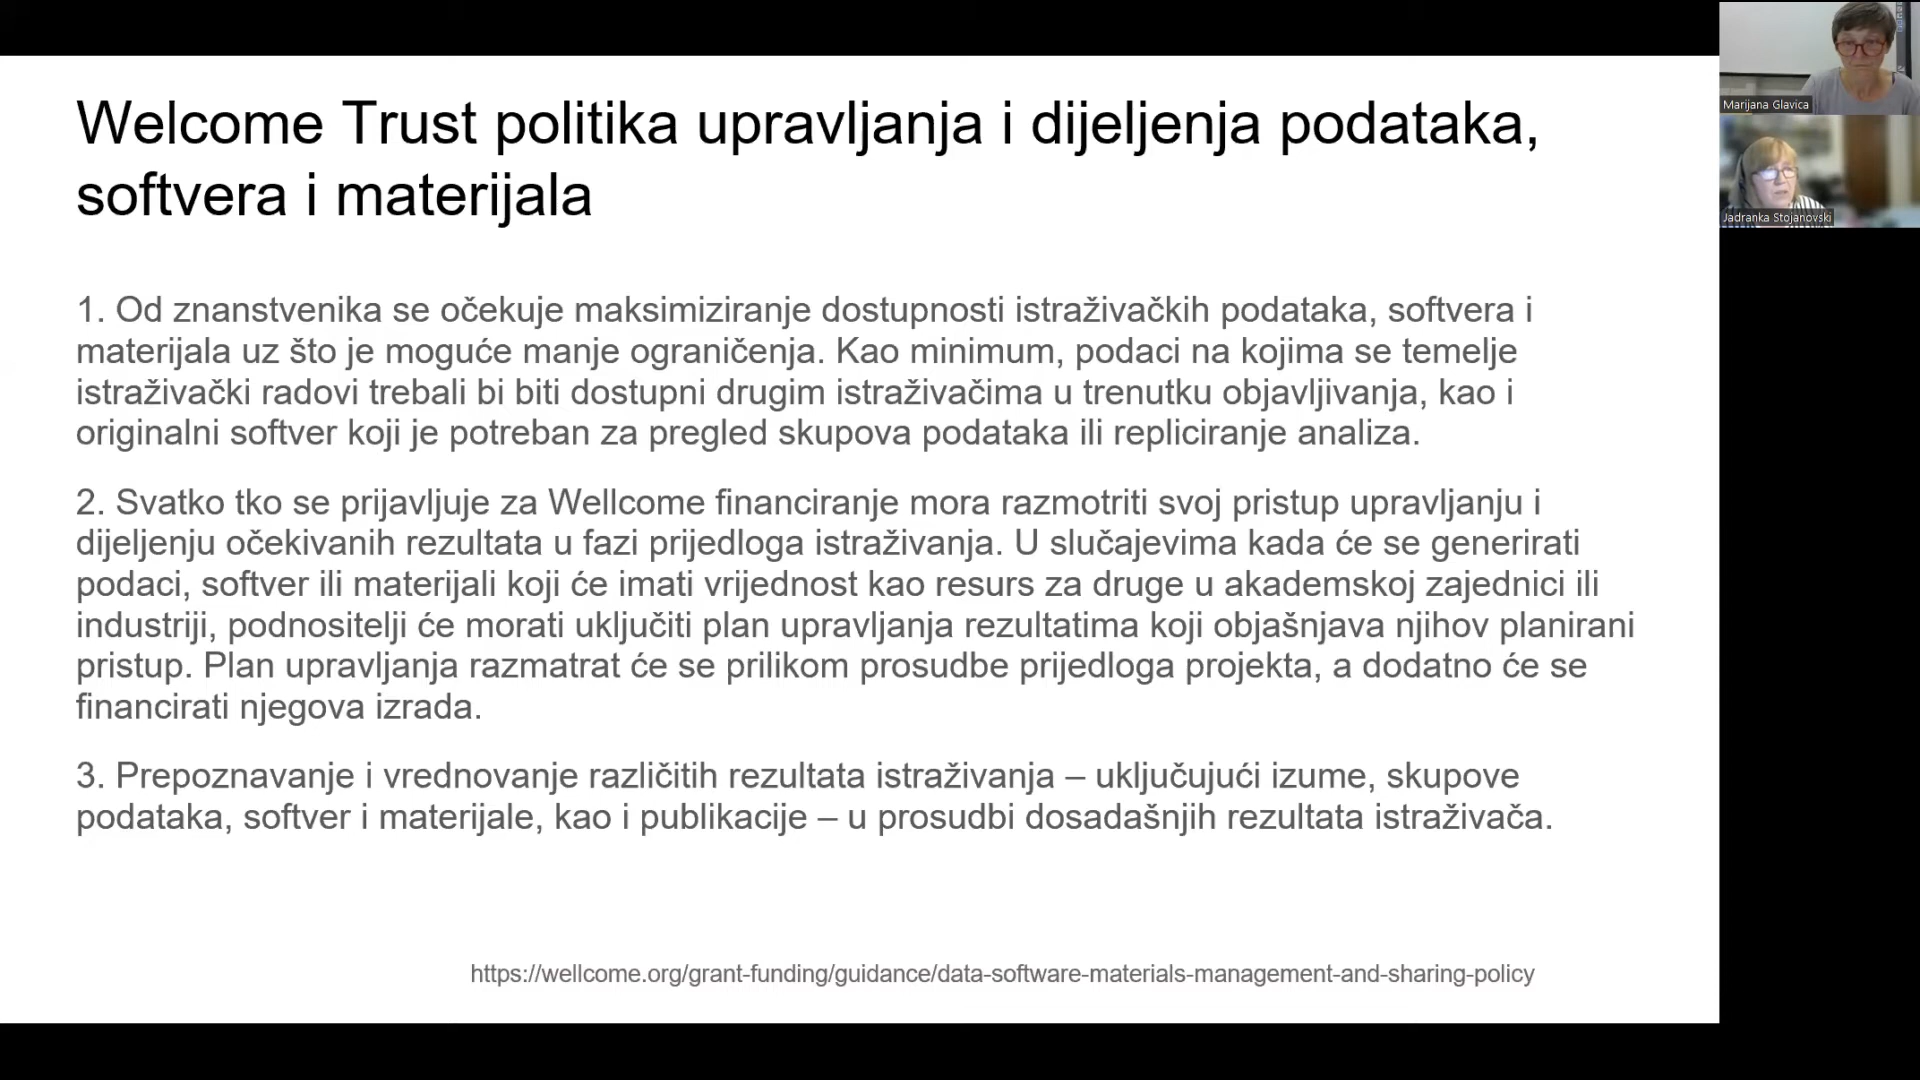 Welcome Trust politika upravljanja i dijeljenja podataka,
softvera i materijala
1. Od znanstvenika se očekuje maksimiziranje dostupnosti istraživačkih podataka, softvera i
materijala uz što je moguće manje ograničenja. Kao minimum, podaci na kojima se temelje
istraživački radovi trebali bi biti dostupni drugim istraživačima u trenutku objavljivanja, kao i
originalni softver koji je potreban za pregled skupova podataka ili repliciranje analiza.
2. Svatko tko se prijavljuje za Wellcome financiranje mora razmotriti svoj pristup upravljanju i
dijeljenju očekivanih rezultata u fazi prijedloga istraživanja. U slučajevima kada će se generirati
podaci, softver ili materijali koji će imati vrijednost kao resurs za druge u akademskoj zajednici ili
industriji, podnositelji će morati uključiti plan upravljanja rezultatima koji objašnjava njihov planirani
pristup. Plan upravljanja razmatrat će se prilikom prosudbe prijedloga projekta, a dodatno će se
financirati njegova izrada.
3. Prepoznavanje i vrednovanje različitih rezultata istraživanja – uključujući izume, skupove
podataka, softver i materijale, kao i publikacije – u prosudbi dosadašnjih rezultata istraživača.
https://wellcome.org/grant-funding/guidance/data-software-materials-management-and-sharing-policy
Marijana Glavica
Jadranka Stojanovski